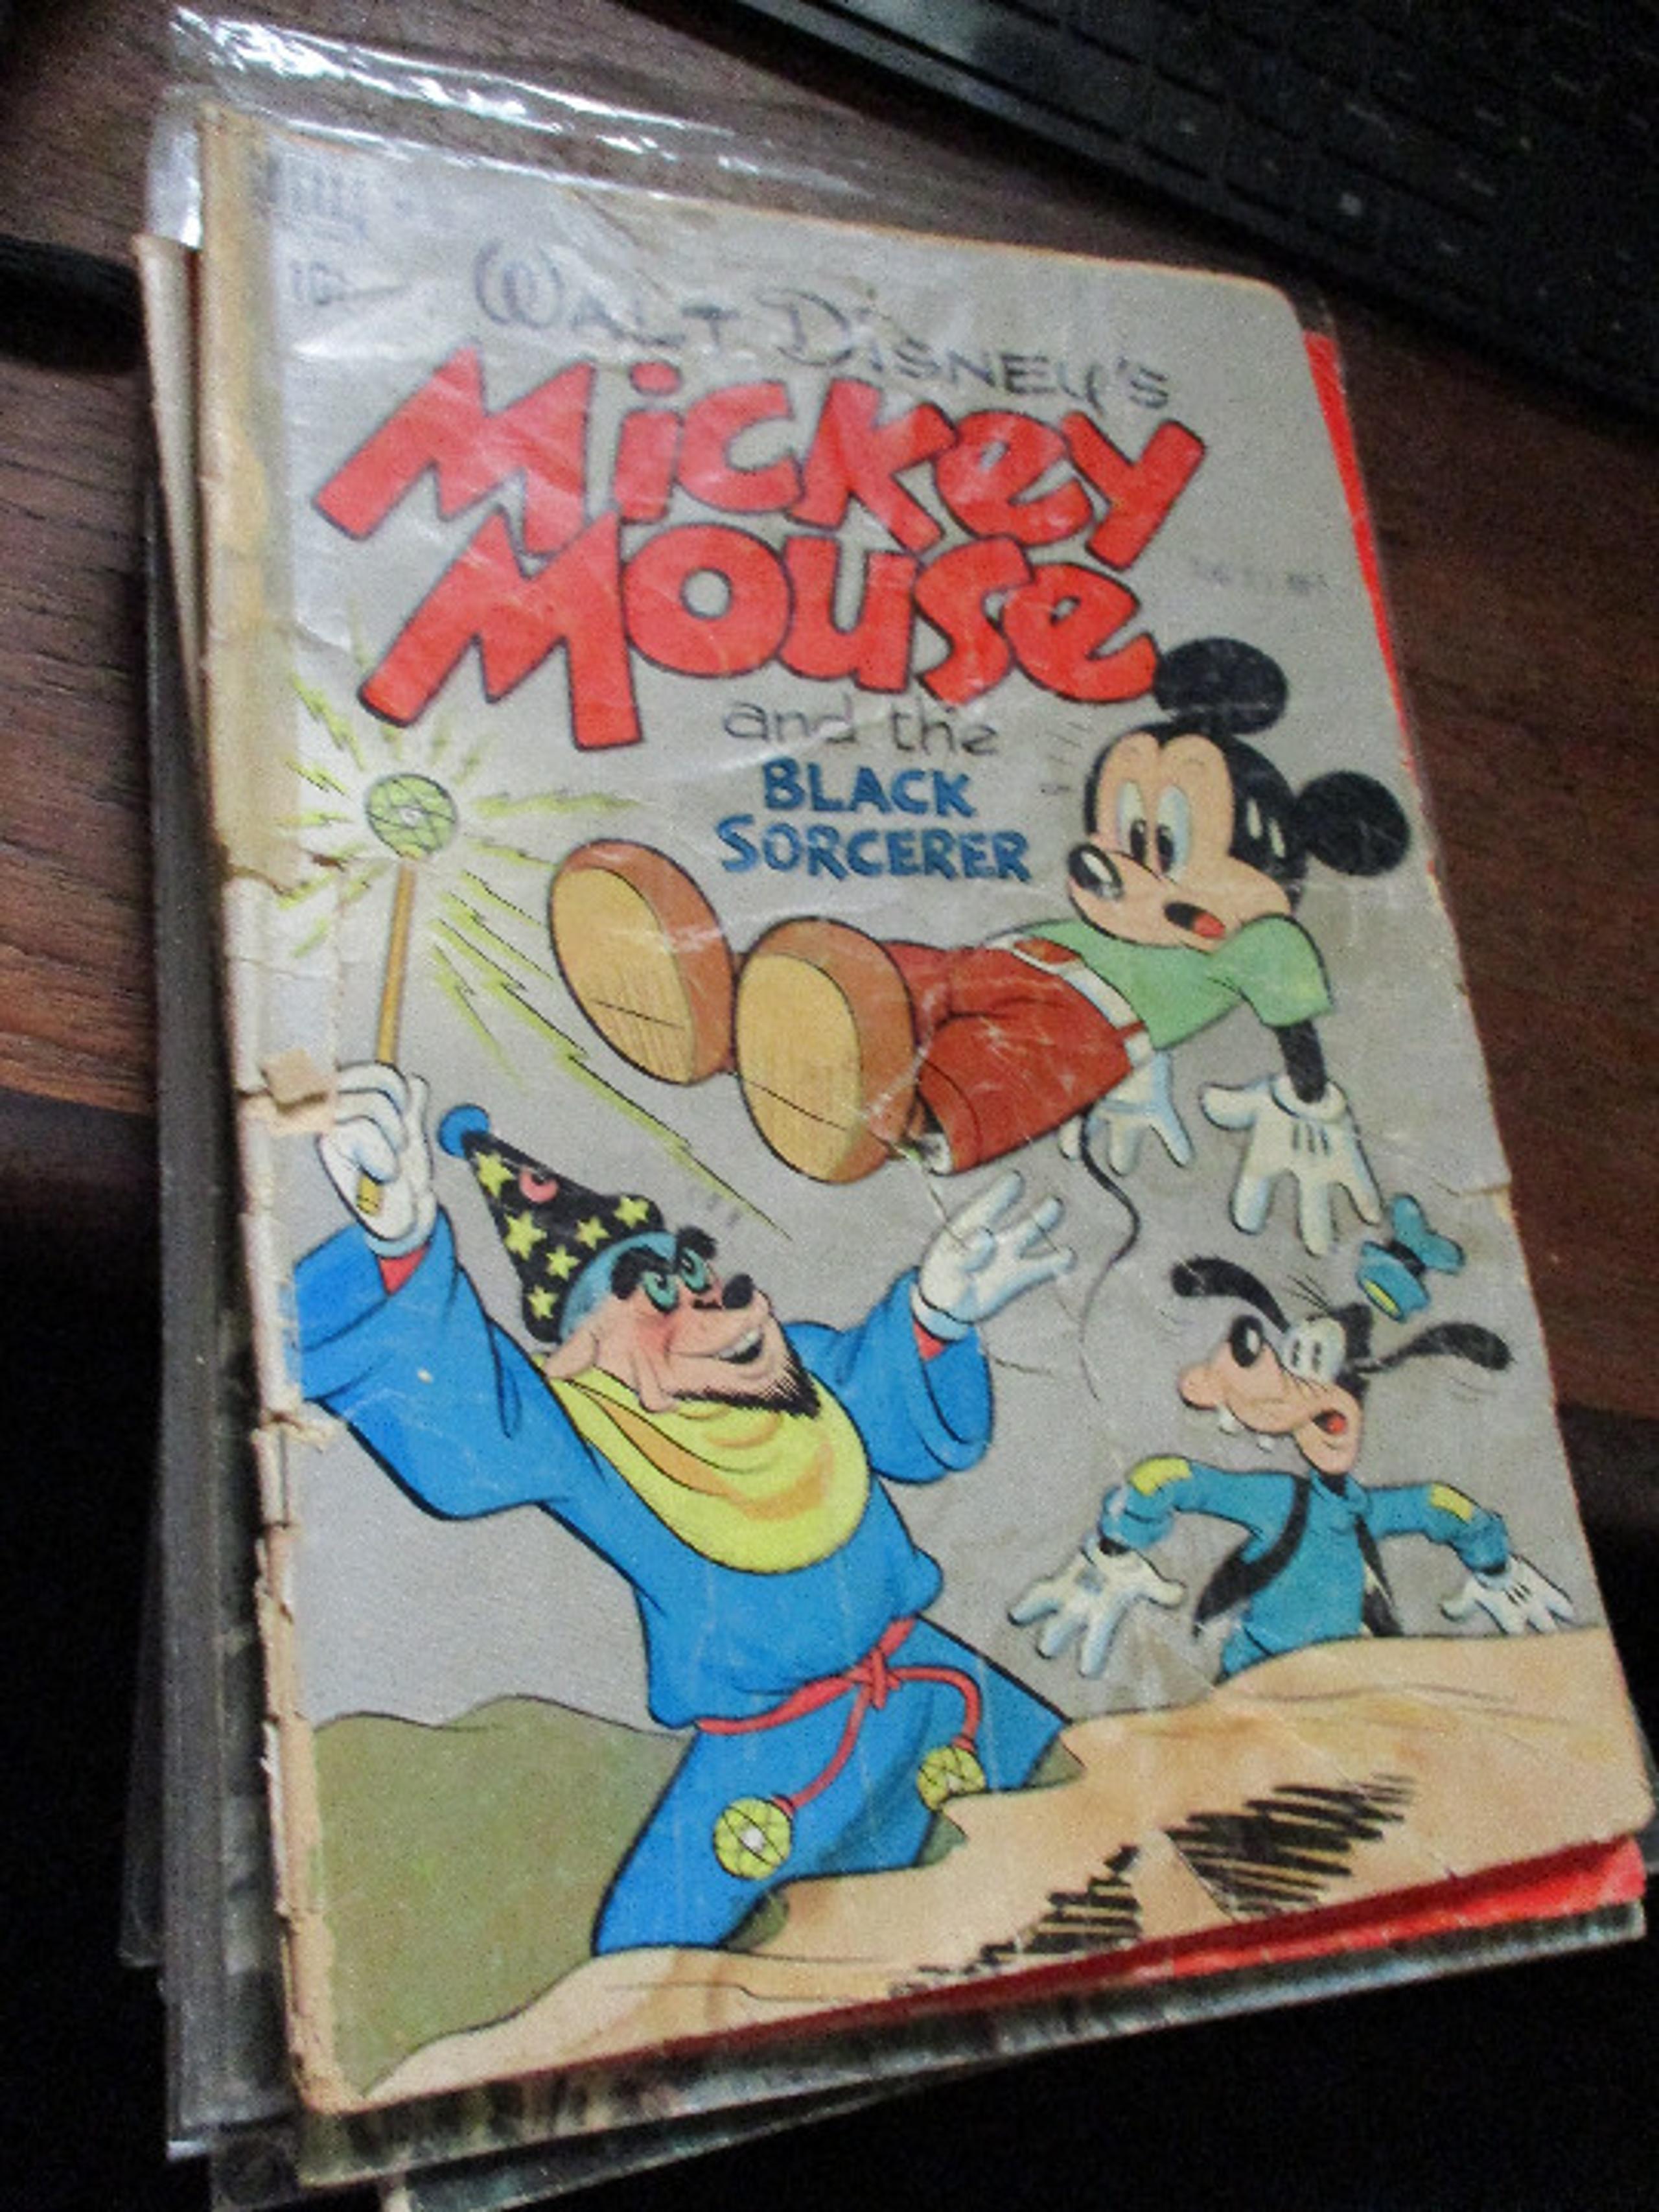 10¢
WALT DISNEY'S
Mickey
Mouse
and the
BLACK
SORCERER